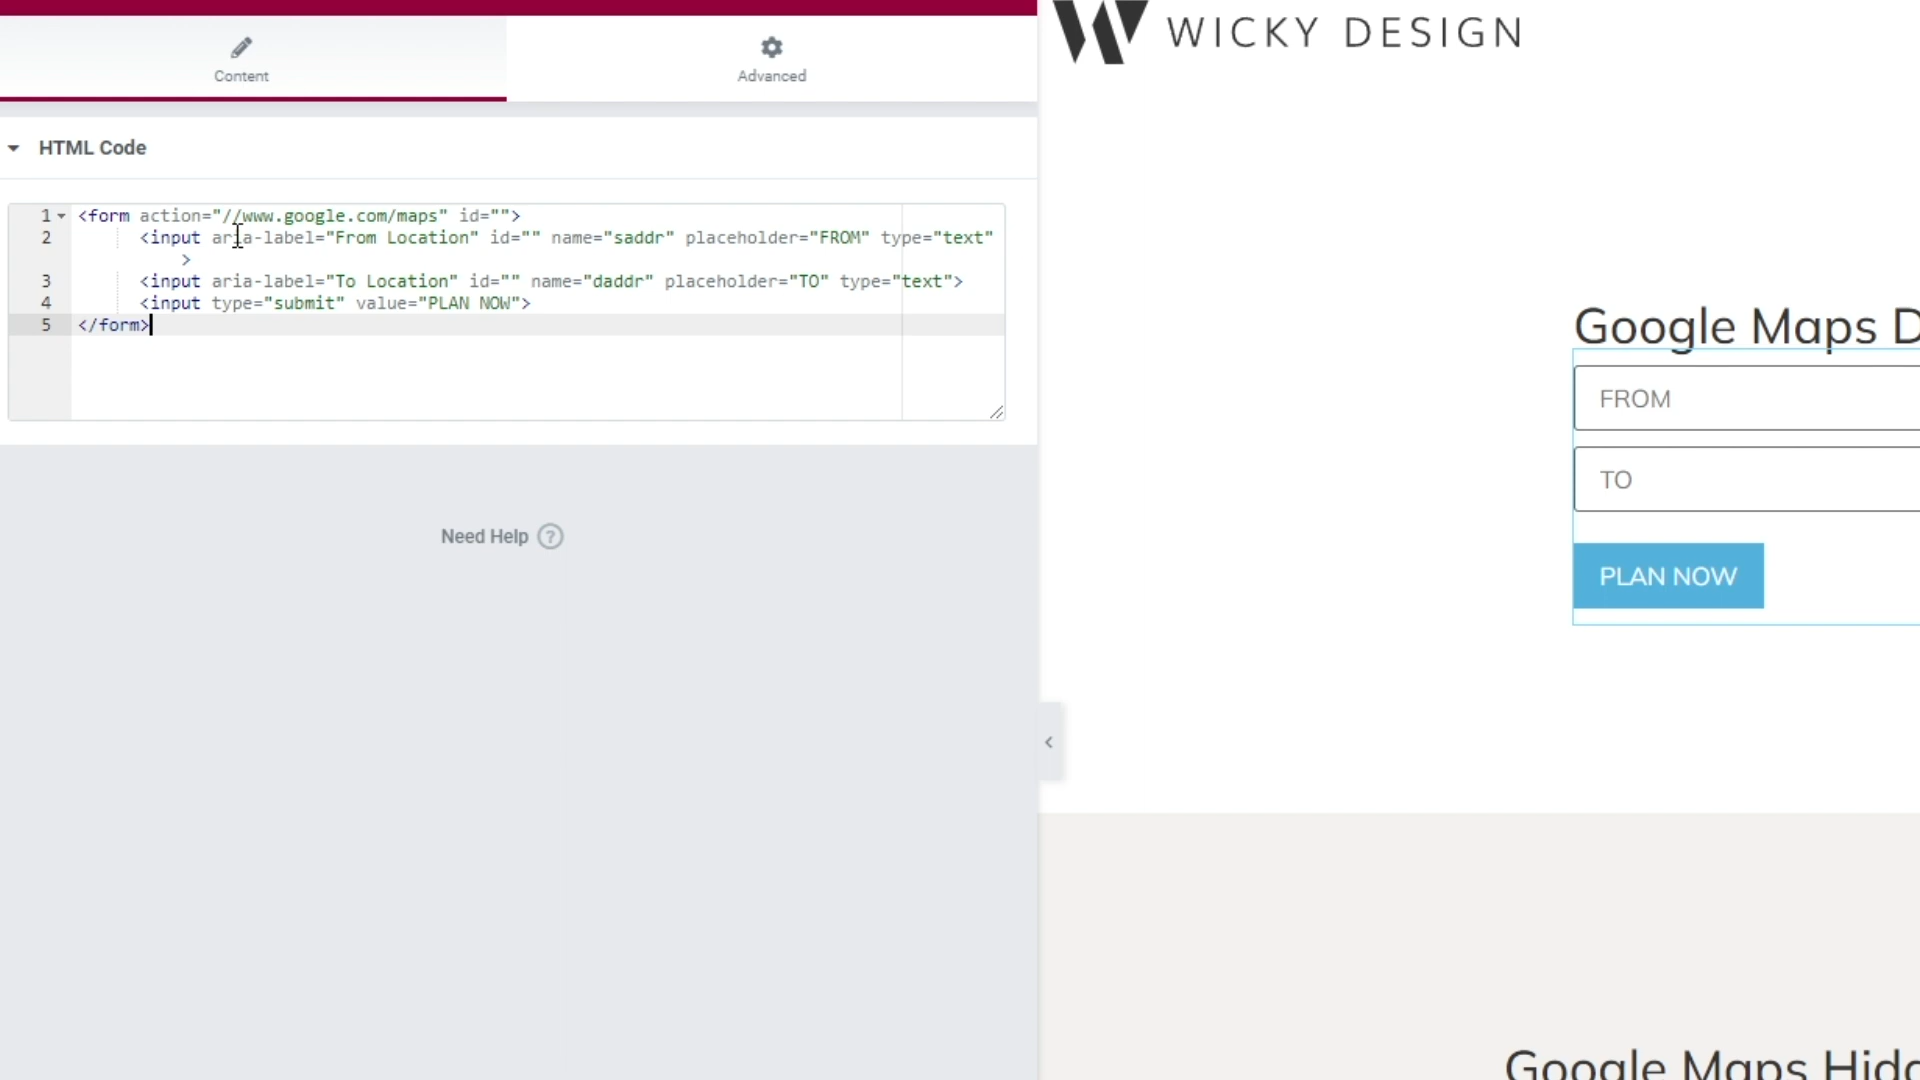 Content
Advanced
WICKY DESIGN
HTML Code
1 <form action="//www.google.com/maps" id="">
2 <input aria-label="From Location" id="" name="saddr" placeholder="FROM" type="text"
>
3 <input aria-label="To Location" id="" name="daddr" placeholder="TO" type="text">
4 <input type="submit" value="PLAN NOW">
5 </form>
Need Help ?
Google Maps D
FROM
TO
PLAN NOW
Google Maps Hidd